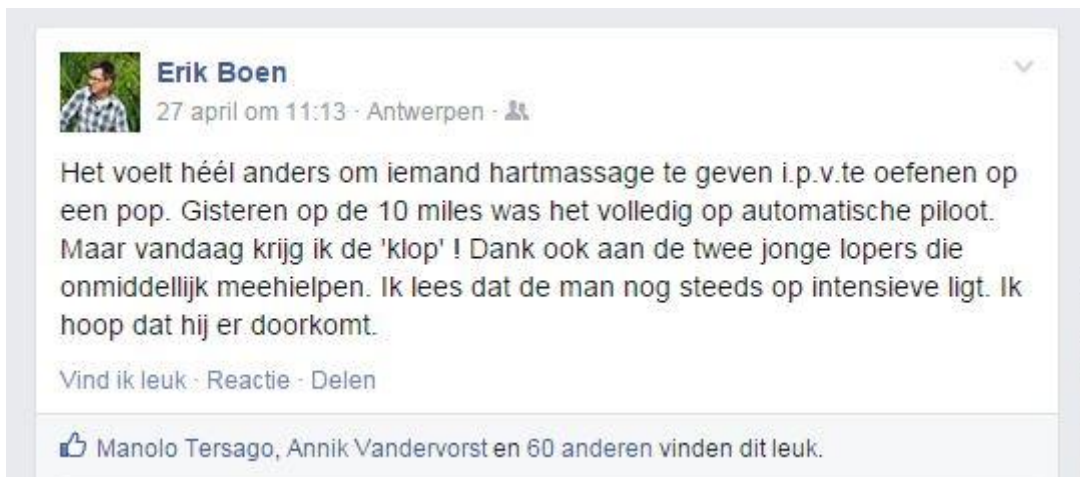 Erik Boen
27 april om 11:13 · Antwerpen ·
Het voelt héél anders om iemand hartmassage te geven i.p.v.te oefenen op
een pop. Gisteren op de 10 miles was het volledig op automatische piloot.
Maar vandaag krijg ik de 'klop' ! Dank ook aan de twee jonge lopers die
onmiddellijk meehielpen. Ik lees dat de man nog steeds op intensieve ligt. Ik
hoop dat hij er doorkomt.
Vind ik leuk · Reactie · Delen
Manolo Tersago, Annik Vandervorst en 60 anderen vinden dit leuk.